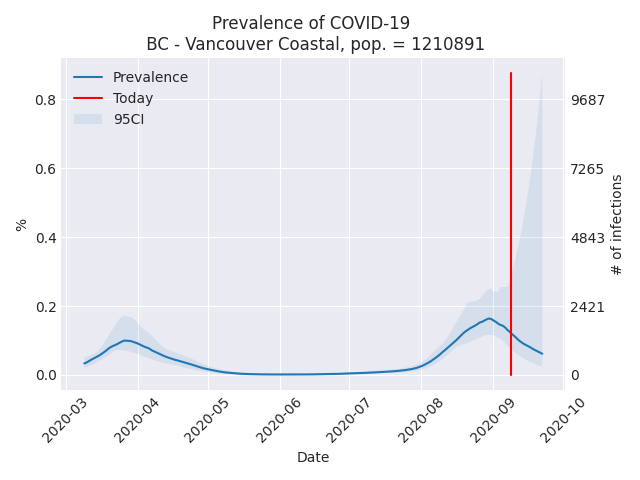 Prevalence of COVID-19
BC - Vancouver Coastal, pop. = 1210891
Prevalence
Today
95CI
0.8
0.6
0.4
0.2
0.0
%
9687
7265
4843
2421
0
# of infections
2020-03
2020-04
2020-05
2020-06
2020-07
2020-08
2020-09
2020-10
Date